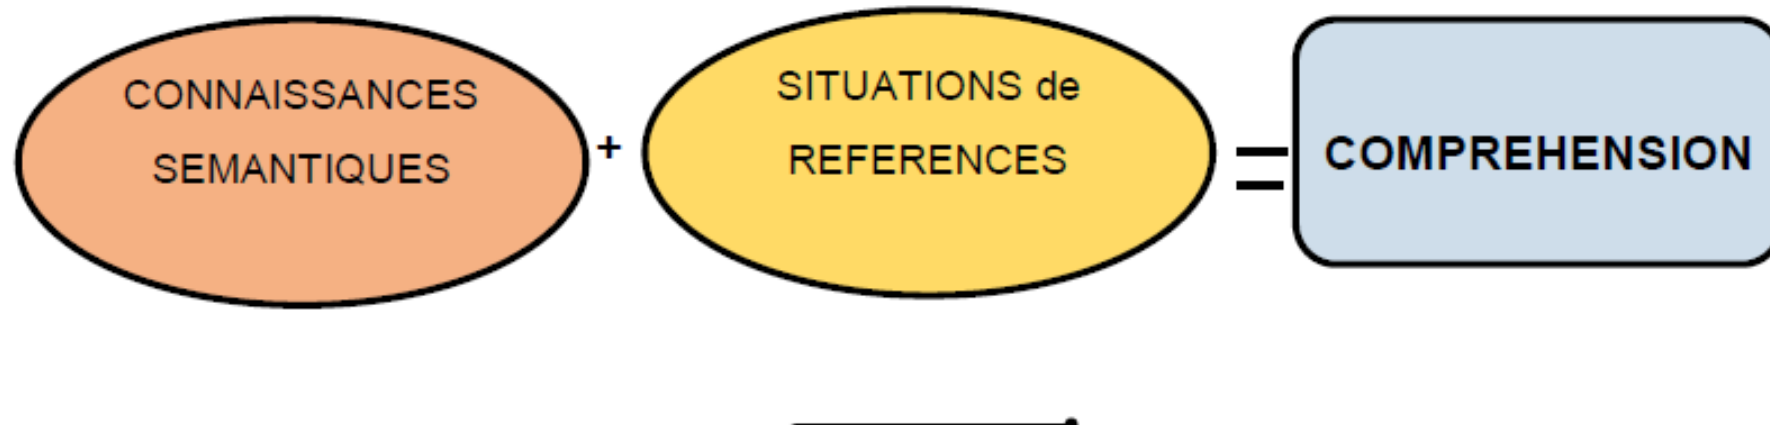 CONNAISSANCES
SEMANTIQUES
+
SITUATIONS de
REFERENCES
=
COMPREHENSION